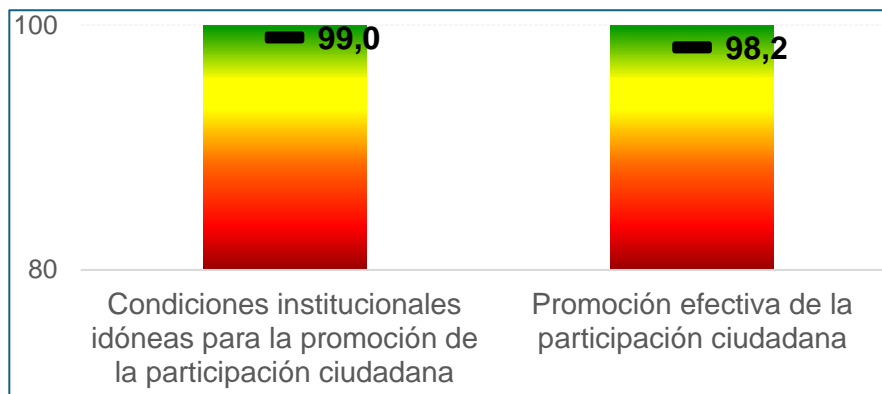 100
99,0
98,2
80
Condiciones institucionales
idóneas para la promoción de
la participación ciudadana
Promoción efectiva de la
participación ciudadana